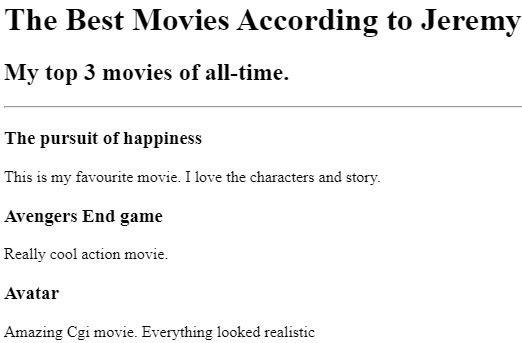 The Best Movies According to Jeremy
My top 3 movies of all-time.
The pursuit of happiness
This is my favourite movie. I love the characters and story.
Avengers End game
Really cool action movie.
Avatar
Amazing Cgi movie. Everything looked realistic